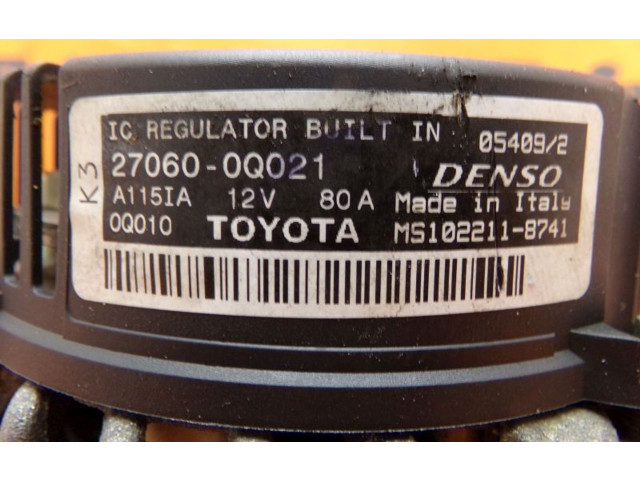 K3
IC REGULATOR BUILT IN 05409/2
27060-0Q021 DENSO
A115IA 12V 80A Made in Italy
0Q010 TOYOTA MS102211-8741